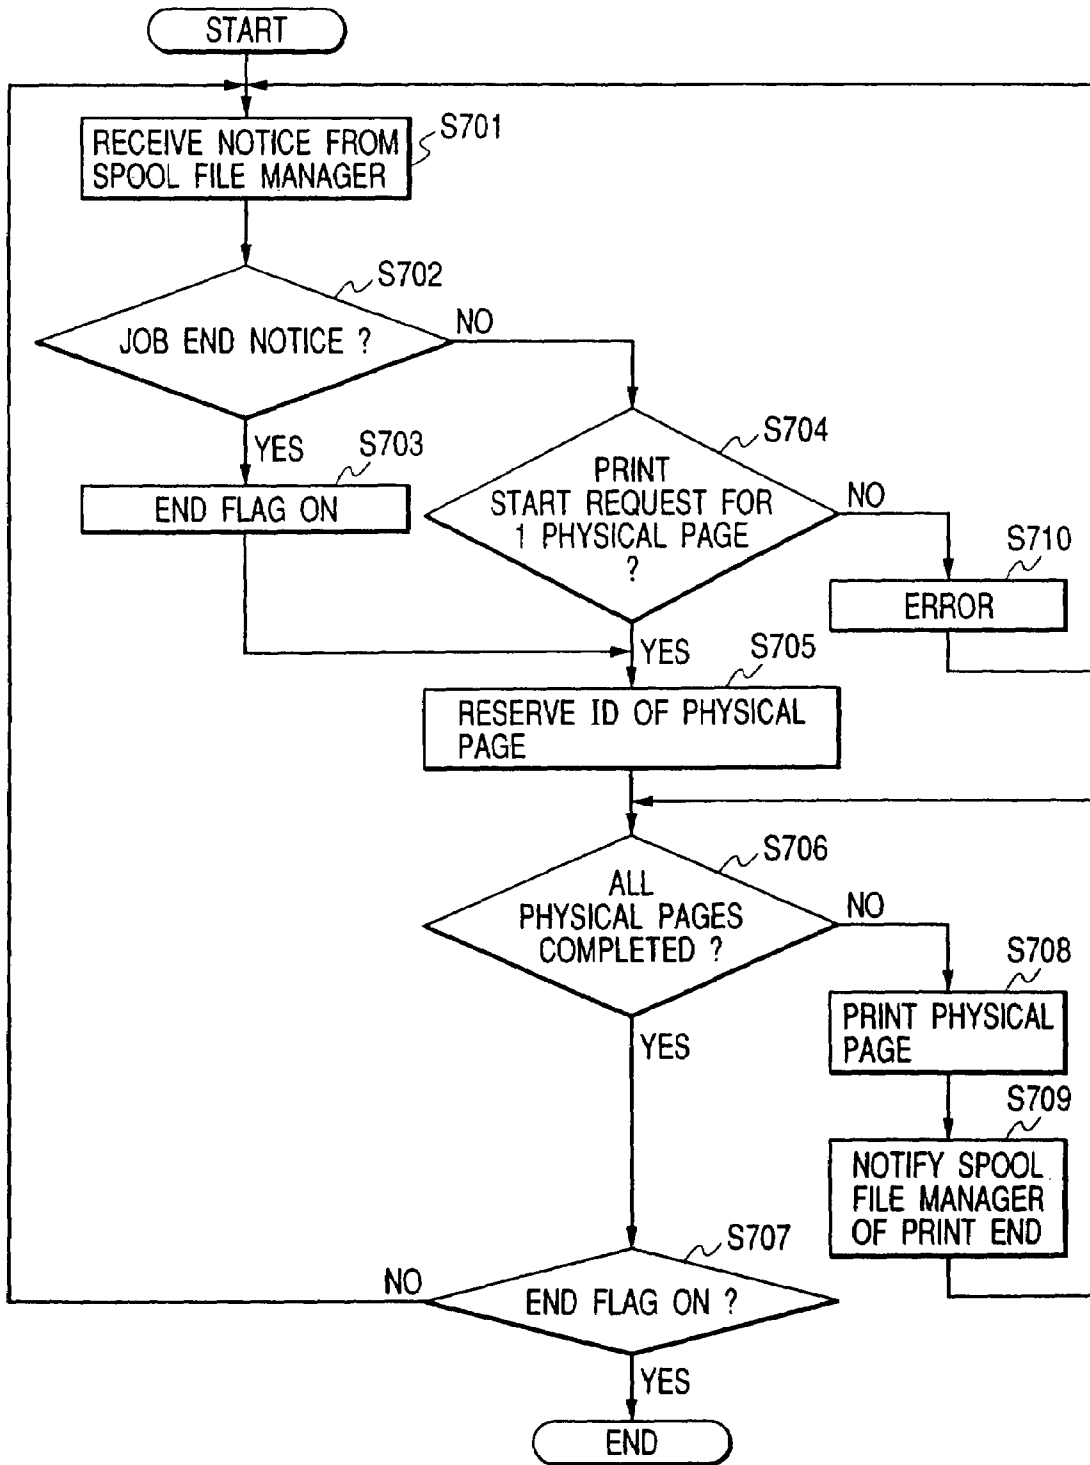 START
RECEIVE NOTICE FROM
SPOOL FILE MANAGER
S701
JOB END NOTICE ?
S702
NO
YES
END FLAG ON
S703
PRINT
START REQUEST FOR
1 PHYSICAL PAGE
?
S704
NO
S710
ERROR
YES
S705
RESERVE ID OF PHYSICAL
PAGE
ALL
PHYSICAL PAGES
COMPLETED ?
S706
NO
S708
PRINT PHYSICAL
PAGE
YES
S709
NOTIFY SPOOL
FILE MANAGER
OF PRINT END
S707
END FLAG ON ?
NO
YES
END